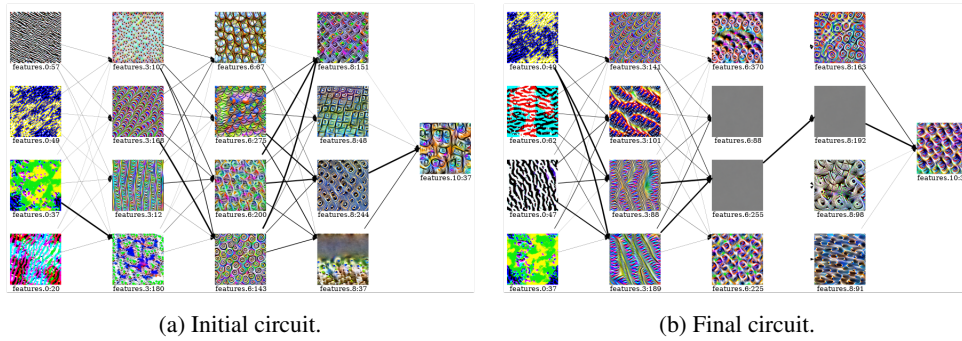 features.0:57
features.3:107
features.6:67
features.8:151
features.0:49
features.3:168
features.6:275
features.8:48
features.10:37
features.0:37
features.3:12
features.6:200
features.8:244
features.0:20
features.3:180
features.6:143
features.8:37
(a) Initial circuit.
features.0:49
features.3:141
features.6:370
features.8:163
features.0:62
features.3:101
features.6:88
features.8:192
features.10:3
features.0:47
features.3:88
features.6:255
features.8:98
features.0:37
features.3:189
features.6:225
features.8:91
(b) Final circuit.